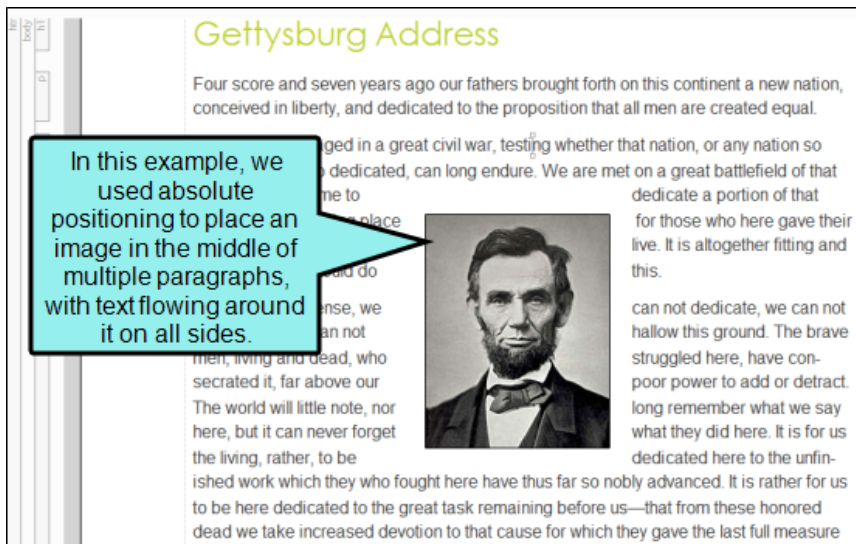 ter
body
h1
p
Gettysburg Address
Four score and seven years ago our fathers brought forth on this continent a new nation,
conceived in liberty, and dedicated to the proposition that all men are created equal.
aged in a great civil war, testing whether that nation, or any nation so
dedicated, can long endure. We are met on a great battlefield of that
me to dedicate a portion of that
place for those who here gave their
live. It is altogether fitting and
do this.
ense, we can not dedicate, we can not
an not hallow this ground. The brave
men, living and dead, who struggled here, have con-
secrated it, far above our poor power to add or detract.
The world will little note, nor long remember what we say
here, but it can never forget what they did here. It is for us
the living, rather, to be dedicated here to the unfin-
ished work which they who fought here have thus far so nobly advanced. It is rather for us
to be here dedicated to the great task remaining before us—that from these honored
dead we take increased devotion to that cause for which they gave the last full measure
In this example, we
used absolute
positioning to place an
image in the middle of
multiple paragraphs,
with text flowing around
it on all sides.